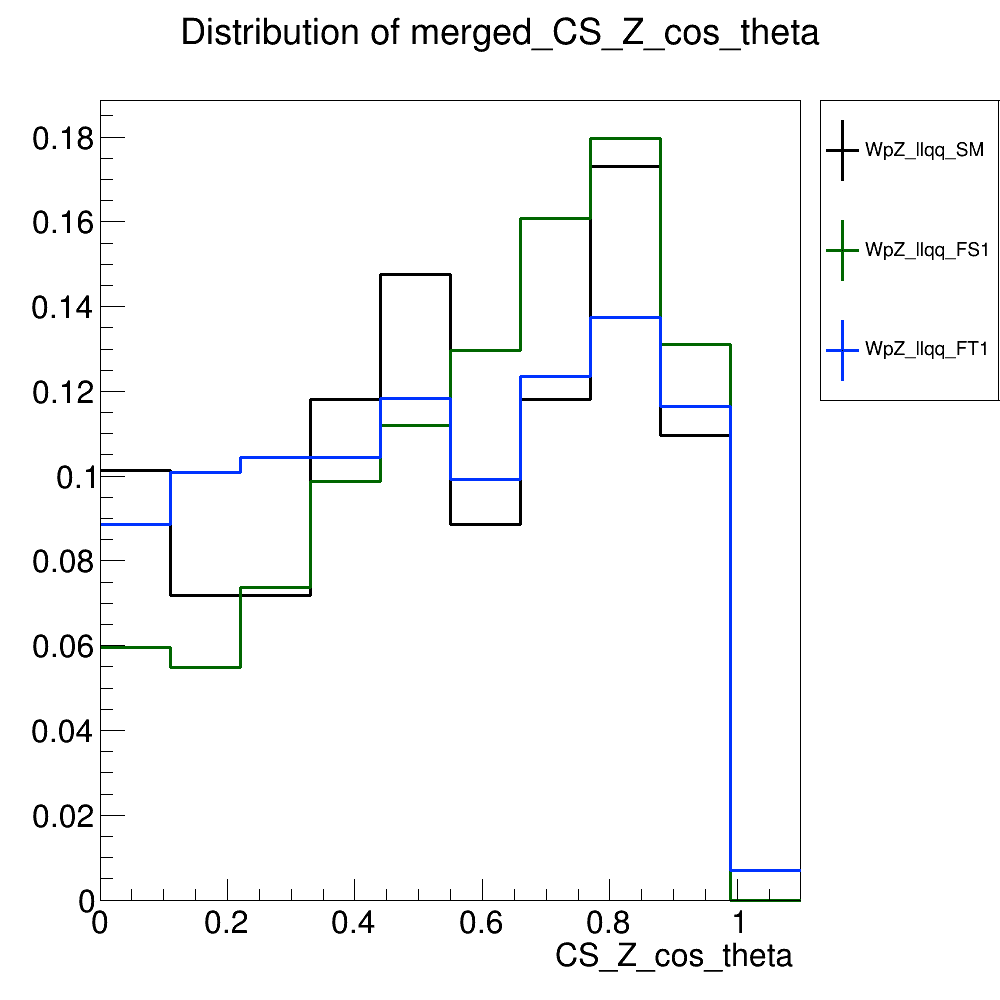 Distribution of merged_CS_Z_cos_theta
0.18
0.16
0.14
0.12
0.1
0.08
0.06
0.04
0.02
0
0 0.2 0.4 0.6 0.8 1
CS_Z_cos_theta
WpZ_llqq_SM
WpZ_llqq_FS1
WpZ_llqq_FT1